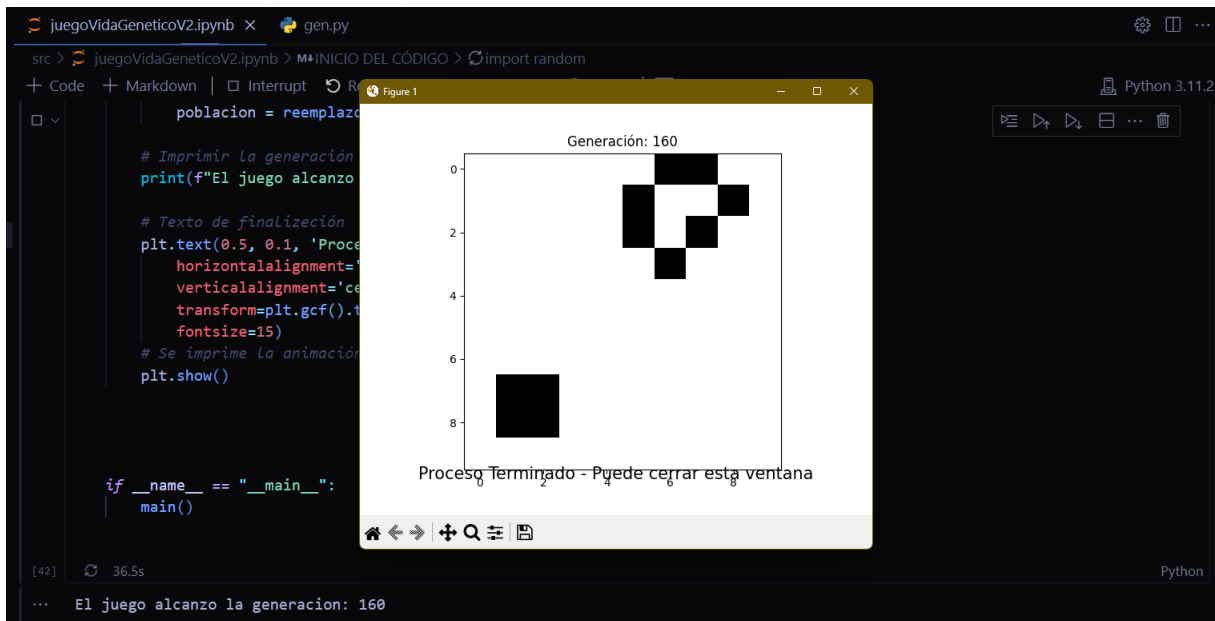 juegoVidaGeneticoV2.ipynb
gen.py
src > juegoVidaGeneticoV2.ipynb > M↓INICIO DEL CÓDIGO > import random
+ Code + Markdown | Interrupt
Python 3.11.2
Figure 1
poblacion = reemplazo
# Imprimir la generación
print(f"El juego alcanzo
# Texto de finalizeción
plt.text(0.5, 0.1, 'Proce
horizontalalignment='
verticalalignment='ce
transform=plt.gcf().t
fontsize=15)
# Se imprime la animación
plt.show()
if __name__ == "__main__":
main()
Generación: 160
0
2
4
6
8
Proceso Terminado - Puede cerrar esta ventana
0 2 4 6 8
[42] 36.5s
Python
... El juego alcanzo la generacion: 160